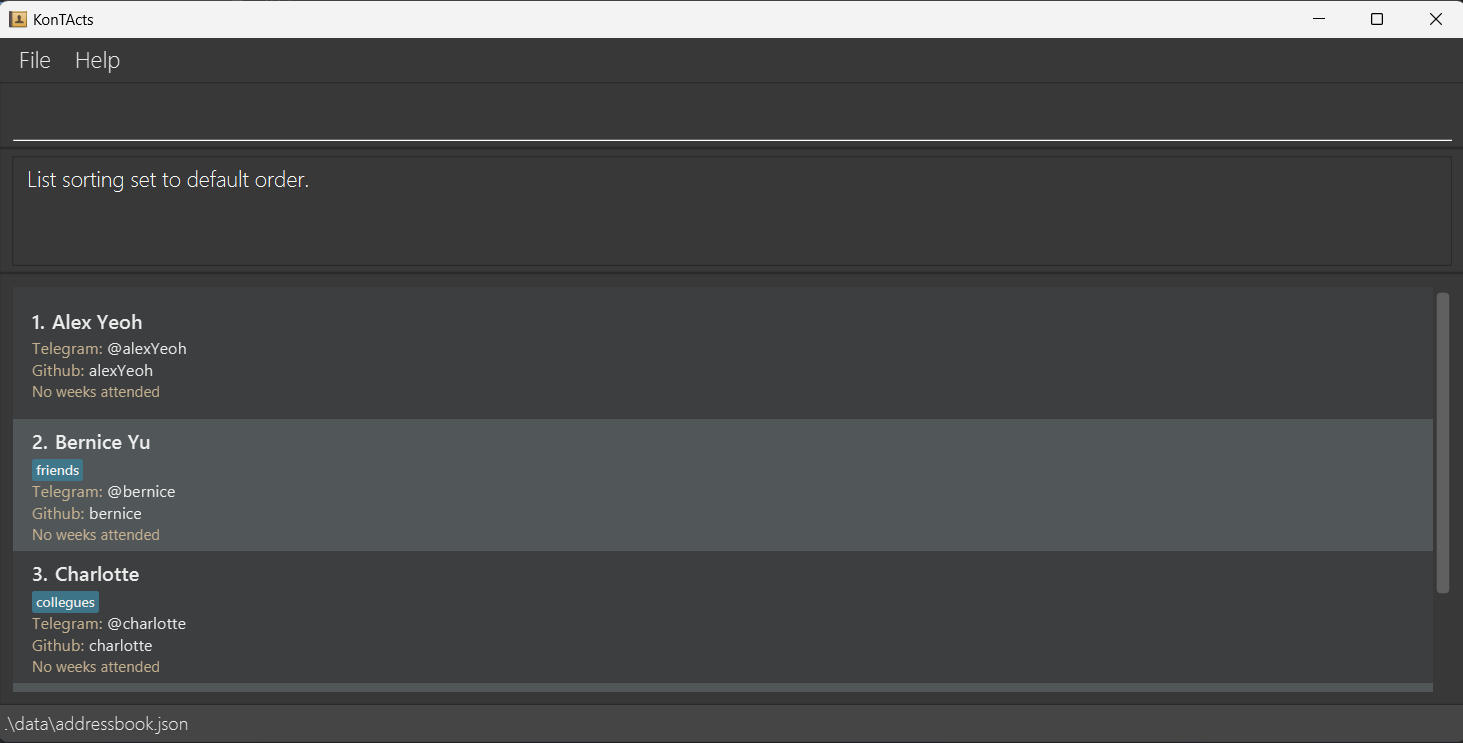 KonTActs
File Help
List sorting set to default order.
1. Alex Yeoh
Telegram: @alexYeoh
Github: alexYeoh
No weeks attended
2. Bernice Yu
friends
Telegram: @bernice
Github: bernice
No weeks attended
3. Charlotte
collegues
Telegram: @charlotte
Github: charlotte
No weeks attended
.\data\addressbook.json